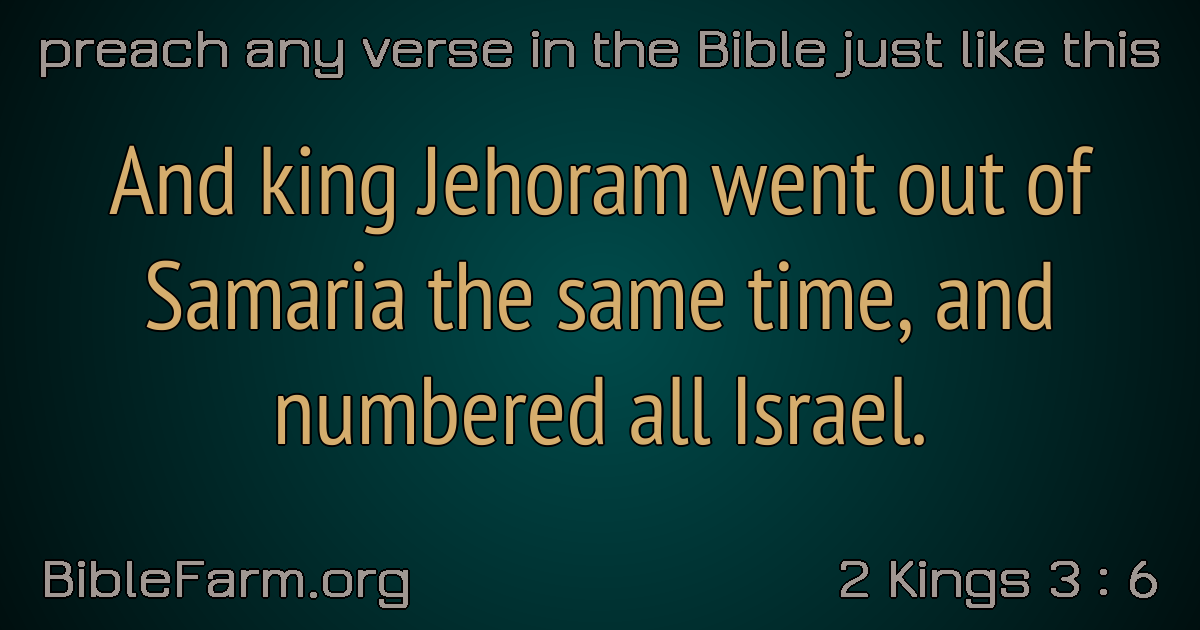 preach any verse in the Bible just like this
And king Jehoram went out of
Samaria the same time, and
numbered all Israel.
BibleFarm.org
2 Kings 3 : 6